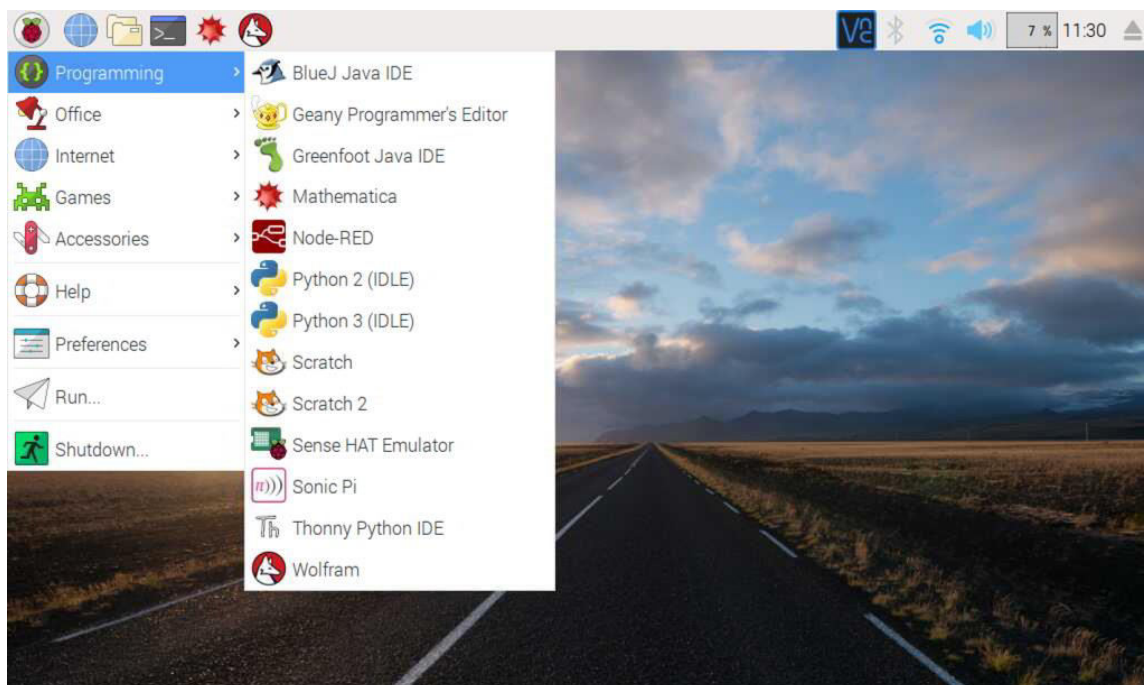 7 % 11:30
Programming
Office
Internet
Games
Accessories
Help
Preferences
Run...
Shutdown...
BlueJ Java IDE
Geany Programmer's Editor
Greenfoot Java IDE
Mathematica
Node-RED
Python 2 (IDLE)
Python 3 (IDLE)
Scratch
Scratch 2
Sense HAT Emulator
π))) Sonic Pi
Th Thonny Python IDE
Wolfram